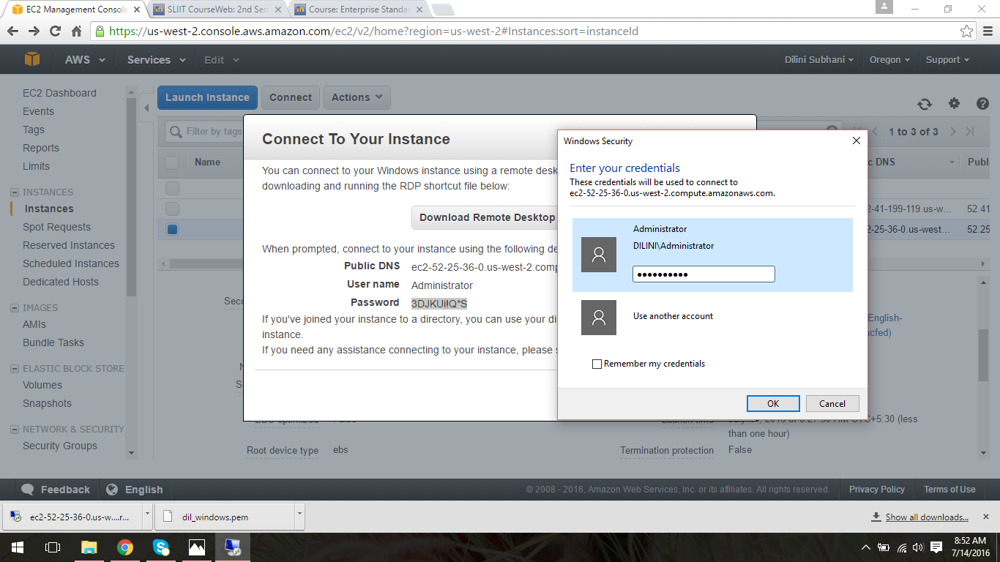 EC2 Management Console
SLIIT CourseWeb: 2nd Sem
Course: Enterprise Standa
https://us-west-2.console.aws.amazon.com/ec2/v2/home?region=us-west-2#Instances:sort=instanceId
AWS Services Edit Dilini Subhani Oregon Support
EC2 Dashboard
Events
Tags
Reports
Limits
INSTANCES
Instances
Spot Requests
Reserved Instances
Scheduled Instances
Dedicated Hosts
IMAGES
AMIs
Bundle Tasks
ELASTIC BLOCK STORE
Volumes
Snapshots
NETWORK & SECURITY
Security Groups
Launch Instance Connect Actions
Filter by tags
1 to 3 of 3
Name
DNS Publ
2-41-199-119.us-w... 52.41
2-25-36-0.us-west... 52.25
Connect To Your Instance
You can connect to your Windows instance using a remote desk
downloading and running the RDP shortcut file below:
Download Remote Desktop
When prompted, connect to your instance using the following de
Public DNS ec2-52-25-36-0.us-west-2.comp
User name Administrator
Password 3DJKUi!Q*S
If you've joined your instance to a directory, you can use your di
instance.
If you need any assistance connecting to your instance, please s
Windows Security
Enter your credentials
These credentials will be used to connect to
ec2-52-25-36-0.us-west-2.compute.amazonaws.com.
Administrator
DILINI\Administrator
Use another account
Remember my credentials
OK Cancel
Secu
English-
ncfed)
(less
than one hour)
Root device type ebs
Termination protection False
Feedback English
© 2008 - 2016, Amazon Web Services, Inc. or its affiliates. All rights reserved. Privacy Policy Terms of Use
ec2-52-25-36-0.us-w....r...
dil_windows.pem
Show all downloads...
8:52 AM
7/14/2016